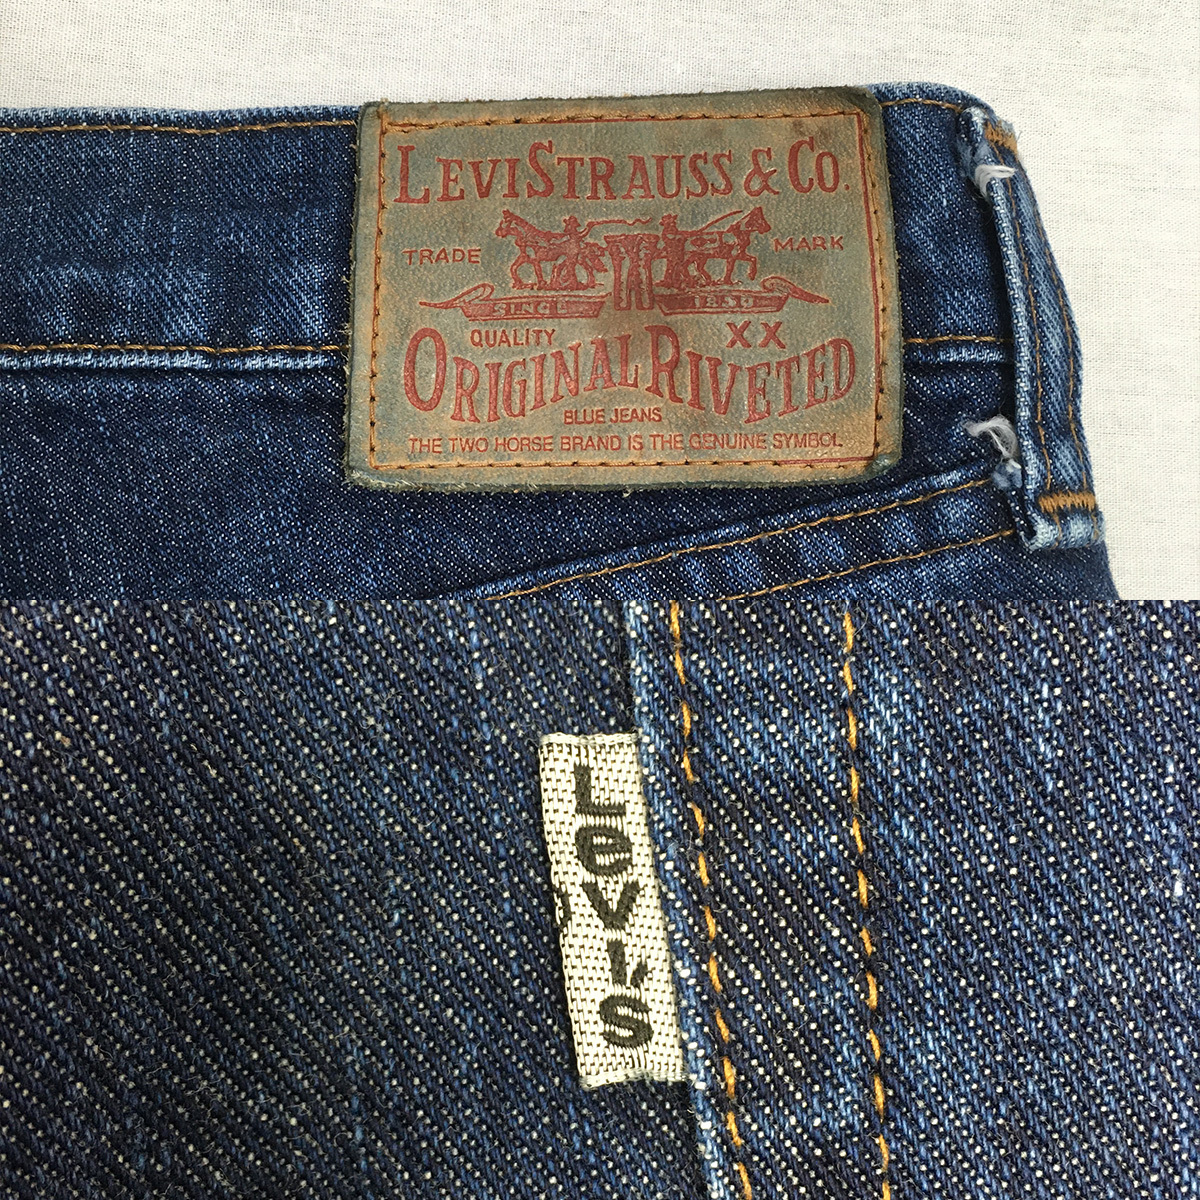 LEVI STRAUSS & CO.
TRADE MARK
SINCE 1850
QUALITY XX
ORIGINAL RIVETED
BLUE JEANS
THE TWO HORSE BRAND IS THE GENUINE SYMBOL
Levi's